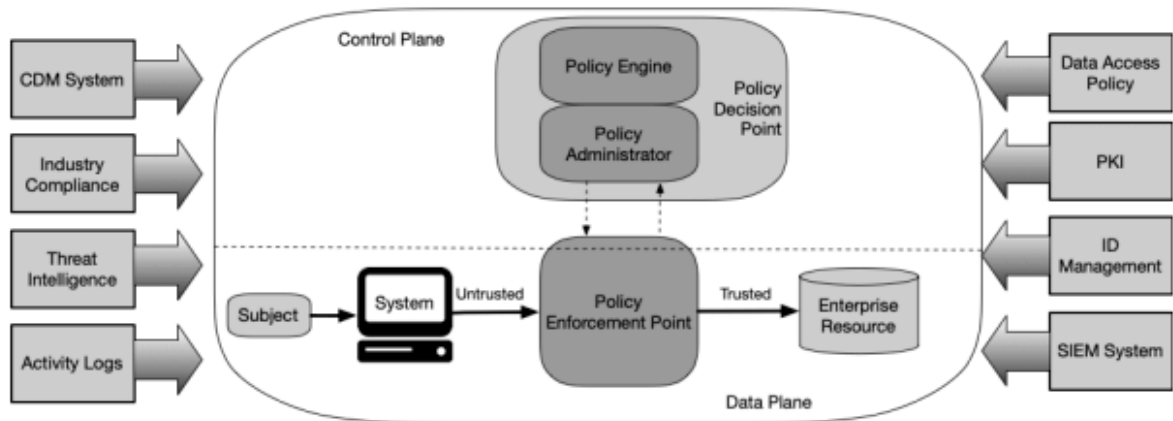 Control Plane
CDM System
Industry
Compliance
Threat
Intelligence
Activity Logs
Policy Engine
Policy
Administrator
Policy
Decision
Point
Subject
System
Untrusted
Policy
Enforcement Point
Trusted
Enterprise
Resource
Data Plane
Data Access
Policy
PKI
ID
Management
SIEM System